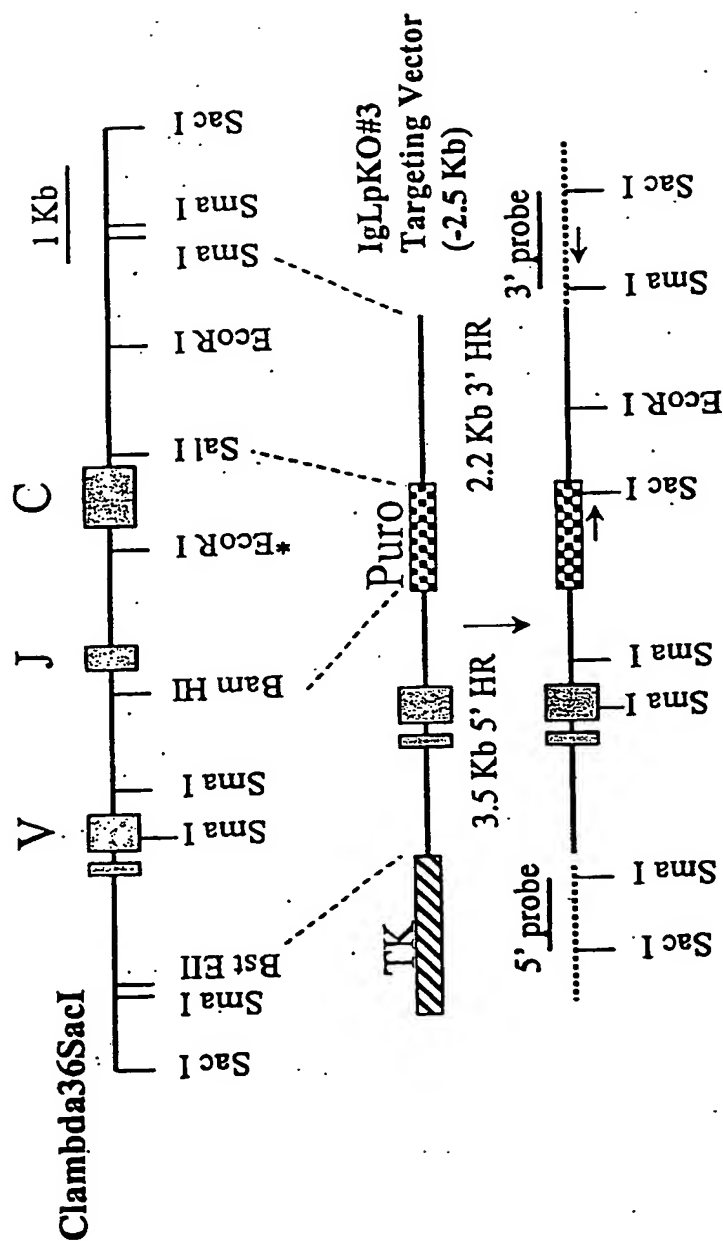 Clambda36SacI
1 Kb
V
J
C
Sac I
Sma I
Bst EII
Sma I
Sma I
Bam HI
*EcoR I
Sal I
EcoR I
Sma I
Sma I
Sac I
TK
Puro
3.5 Kb 5' HR
2.2 Kb 3' HR
IgLpKO#3
Targeting Vector
(-2.5 Kb)
5' probe
3' probe
Sac I
Sma I
Sma I
Sma I
Sac I
EcoR I
Sma I
Sac I